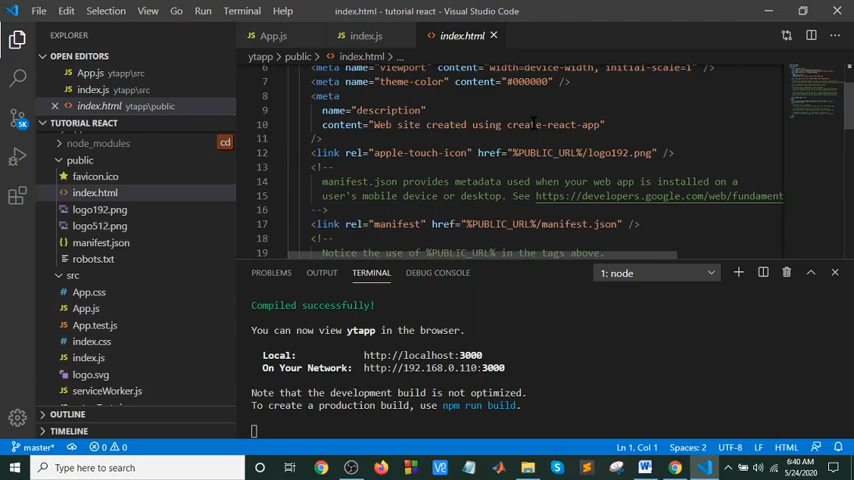 File Edit Selection View Go Run Terminal Help index.html - tutorial react - Visual Studio Code
EXPLORER
OPEN EDITORS
App.js ytapp\src
index.js ytapp\src
index.html ytapp\public
TUTORIAL REACT
node_modules
cd
public
favicon.ico
index.html
logo192.png
logo512.png
manifest.json
robots.txt
src
App.css
App.js
App.test.js
index.css
index.js
logo.svg
serviceWorker.js
OUTLINE
TIMELINE
App.js index.js index.html
ytapp > public > index.html > ...
6 <meta name="viewport" content="width=device-width, initial-scale=1" />
7 <meta name="theme-color" content="#000000" />
8 <meta
9 name="description"
10 content="Web site created using create-react-app"
11 />
12 <link rel="apple-touch-icon" href="%PUBLIC_URL%/logo192.png" />
13 <!--
14 manifest.json provides metadata used when your web app is installed on a
15 user's mobile device or desktop. See https://developers.google.com/web/fundament
16 -->
17 <link rel="manifest" href="%PUBLIC_URL%/manifest.json" />
18 <!--
19 Notice the use of %PUBLIC_URL% in the tags above.
PROBLEMS OUTPUT TERMINAL DEBUG CONSOLE 1: node
Compiled successfully!
You can now view ytapp in the browser.
Local: http://localhost:3000
On Your Network: http://192.168.0.110:3000
Note that the development build is not optimized.
To create a production build, use npm run build.
master* 0 0 Ln 1, Col 1 Spaces: 2 UTF-8 LF HTML
Type here to search
6:40 AM
5/24/2020